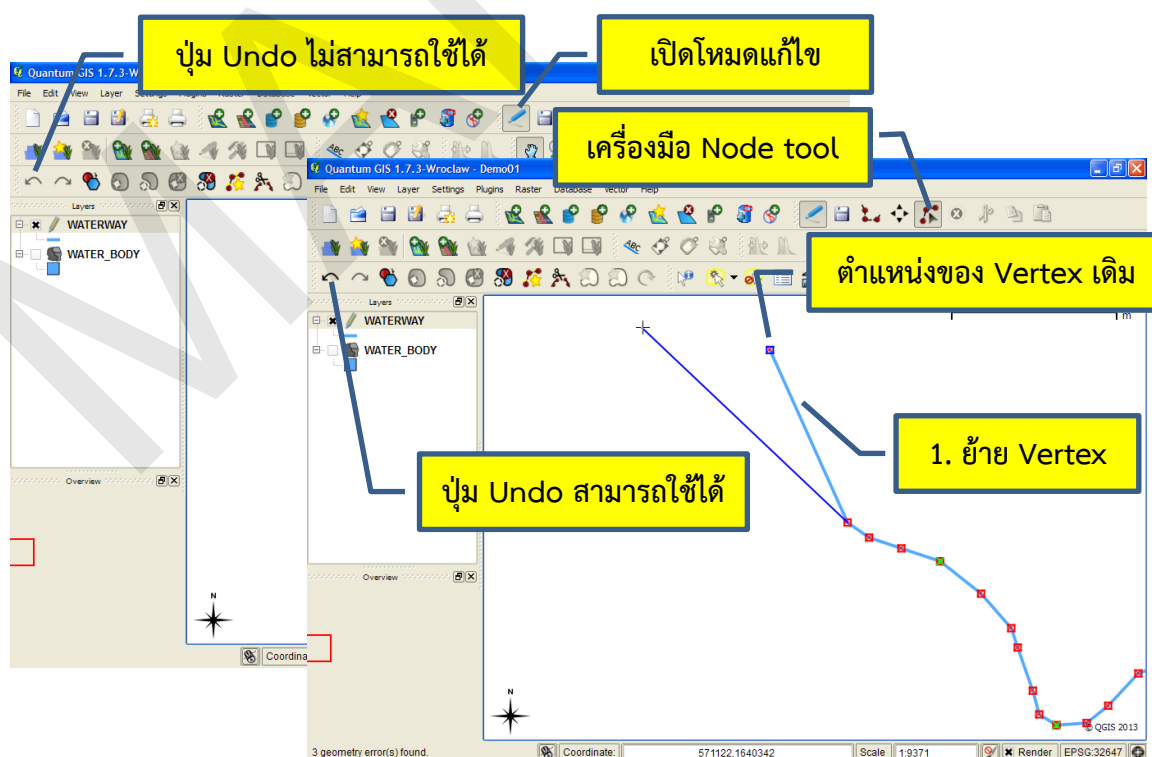 ปุ่ม Undo ไม่สามารถใช้ได้
เปิดโหมดแก้ไข
Quantum GIS 1.7.3-W
File Edit View Layer
เครื่องมือ Node tool
Quantum GIS 1.7.3-Wroclaw - Demo01
File Edit View Layer Settings Plugins Raster Database Vector Help
Layers
WATERWAY
WATER_BODY
ตำแหน่งของ Vertex เดิม
m
Layers
WATERWAY
WATER_BODY
1. ย้าย Vertex
ปุ่ม Undo สามารถใช้ได้
Overview
Overview
N
Coordina
N
© QGIS 2013
3 geometry error(s) found.
Coordinate:
571122.1640342
Scale
1:9371
Render
EPSG:32647